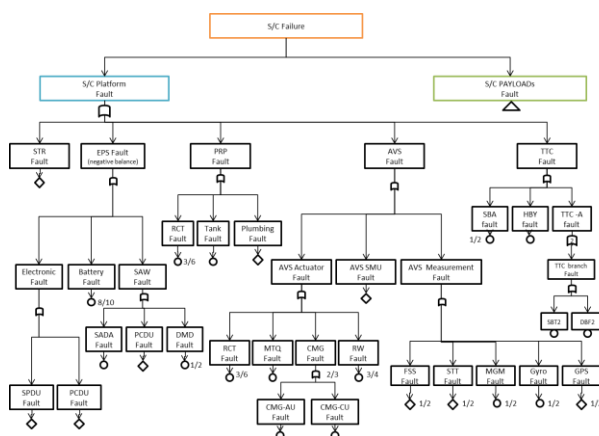 S/C Failure
S/C Platform
Fault
S/C PAYLOADs
Fault
STR
Fault
EPS Fault
(negative balance)
PRP
Fault
AVS
Fault
TTC
Fault
RCT
Fault
3/6
Tank
Fault
Plumbing
Fault
SBA
fault
1/2
HBY
Fault
TTC -A
fault
2
Electronic
Fault
Battery
Fault
8/10
SAW
Fault
AVS Actuator
Fault
AVS SMU
Fault
AVS Measurement
Fault
TTC branch
Fault
SBT2
DBF2
SADA
Fault
PCDU
Fault
DMD
Fault
1/2
RCT
Fault
3/6
MTQ
Fault
CMG
Fault
2/3
RW
Fault
3/4
FSS
Fault
1/2
STT
Fault
1/2
MGM
Fault
1/2
Gyro
Fault
1/2
GPS
Fault
1/2
SPDU
Fault
PCDU
Fault
CMG-AU
Fault
CMG-CU
Fault